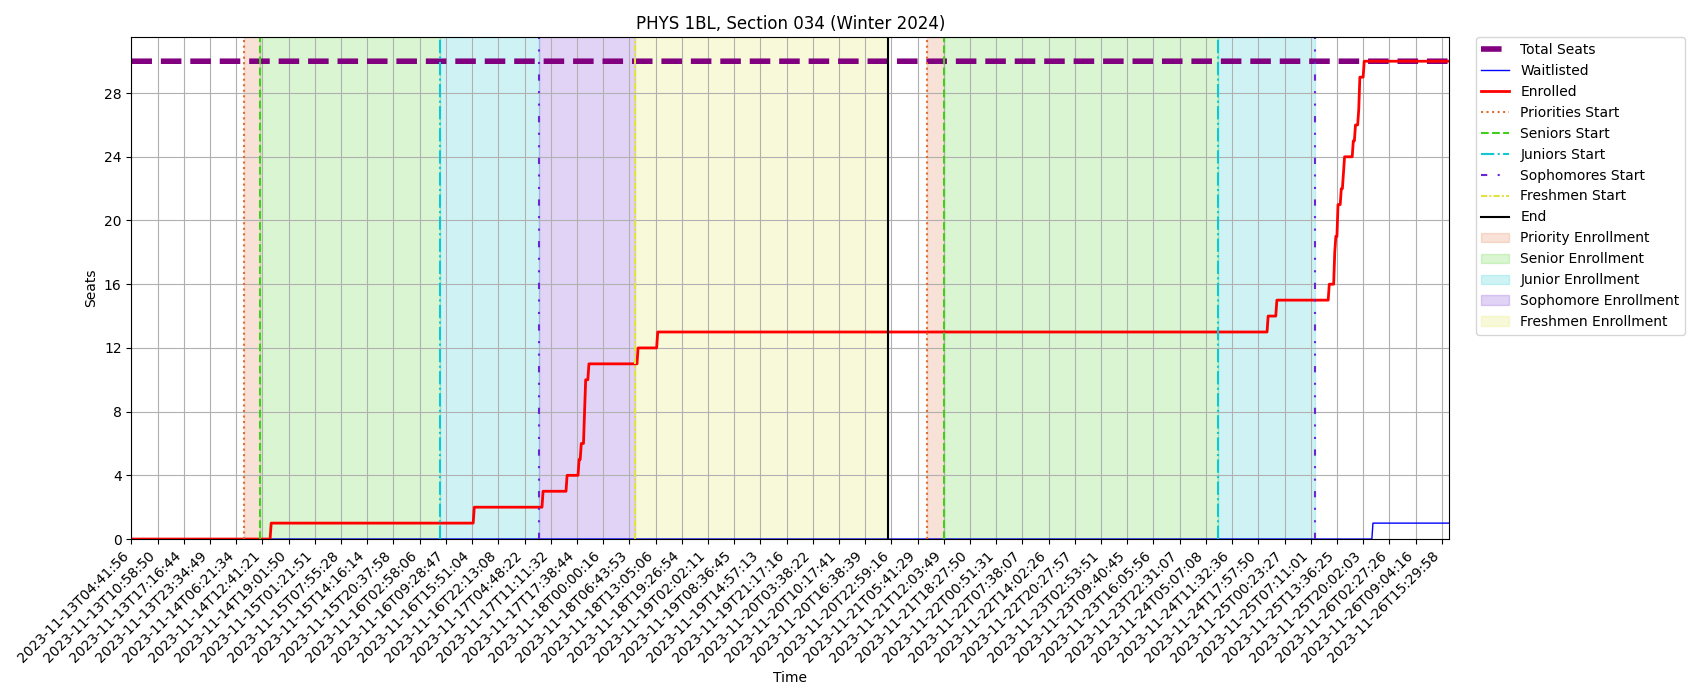 PHYS 1BL, Section 034 (Winter 2024)
Seats
28
24
20
16
12
8
4
0
2023-11-13T04:41:56
2023-11-13T10:58:50
2023-11-13T17:16:44
2023-11-13T23:34:49
2023-11-14T06:21:34
2023-11-14T12:41:21
2023-11-14T19:01:50
2023-11-15T01:21:51
2023-11-15T07:55:28
2023-11-15T14:16:14
2023-11-15T20:37:58
2023-11-16T02:58:06
2023-11-16T09:28:47
2023-11-16T15:51:04
2023-11-16T22:13:08
2023-11-17T04:48:22
2023-11-17T11:11:32
2023-11-17T17:38:44
2023-11-18T00:00:16
2023-11-18T06:43:53
2023-11-18T13:05:06
2023-11-18T19:26:54
2023-11-19T02:02:11
2023-11-19T08:36:45
2023-11-19T14:57:13
2023-11-19T21:17:16
2023-11-20T03:38:22
2023-11-20T10:17:41
2023-11-20T16:38:39
2023-11-20T22:59:16
2023-11-21T05:41:29
2023-11-21T12:03:49
2023-11-21T18:27:50
2023-11-22T00:51:31
2023-11-22T07:38:07
2023-11-22T14:02:26
2023-11-22T20:27:57
2023-11-23T02:53:51
2023-11-23T09:40:45
2023-11-23T16:05:56
2023-11-23T22:31:07
2023-11-24T05:07:08
2023-11-24T11:32:36
2023-11-24T17:57:50
2023-11-25T00:23:27
2023-11-25T07:11:01
2023-11-25T13:36:25
2023-11-25T20:02:03
2023-11-26T02:27:26
2023-11-26T09:04:16
2023-11-26T15:29:58
Time
Total Seats
Waitlisted
Enrolled
Priorities Start
Seniors Start
Juniors Start
Sophomores Start
Freshmen Start
End
Priority Enrollment
Senior Enrollment
Junior Enrollment
Sophomore Enrollment
Freshmen Enrollment